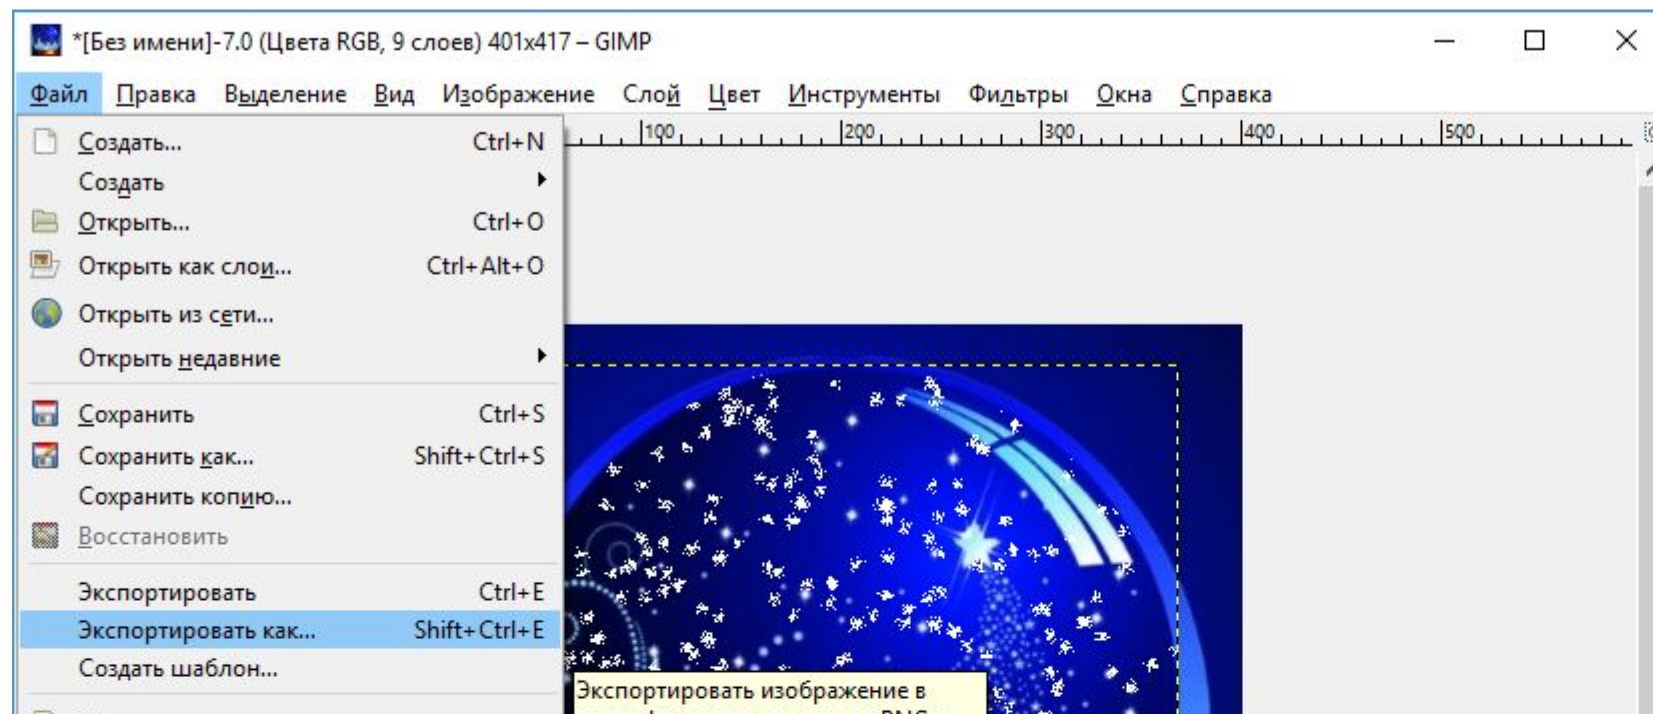 *[Без имени]-7.0 (Цвета RGB, 9 слоев) 401x417 – GIMP
Файл Правка Выделение Вид Изображение Слой Цвет Инструменты Фильтры Окна Справка
100 200 300 400 500
Создать... Ctrl+N
Создать
Открыть... Ctrl+O
Открыть как слои... Ctrl+Alt+O
Открыть из сети...
Открыть недавние
Сохранить Ctrl+S
Сохранить как... Shift+Ctrl+S
Сохранить копию...
Восстановить
Экспортировать Ctrl+E
Экспортировать как... Shift+Ctrl+E
Создать шаблон...
Экспортировать изображение в